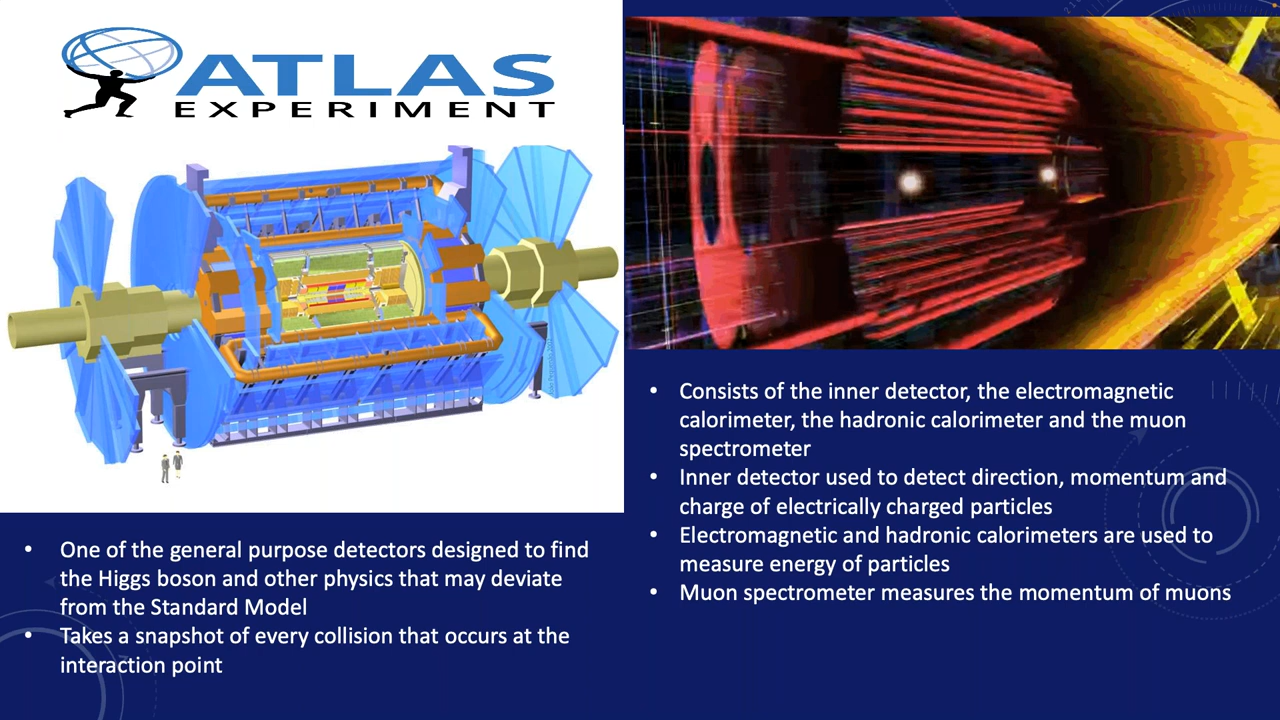 ATLAS
EXPERIMENT
One of the general purpose detectors designed to find
the Higgs boson and other physics that may deviate
from the Standard Model
Takes a snapshot of every collision that occurs at the
interaction point
Consists of the inner detector, the electromagnetic
calorimeter, the hadronic calorimeter and the muon
spectrometer
Inner detector used to detect direction, momentum and
charge of electrically charged particles
Electromagnetic and hadronic calorimeters are used to
measure energy of particles
Muon spectrometer measures the momentum of muons